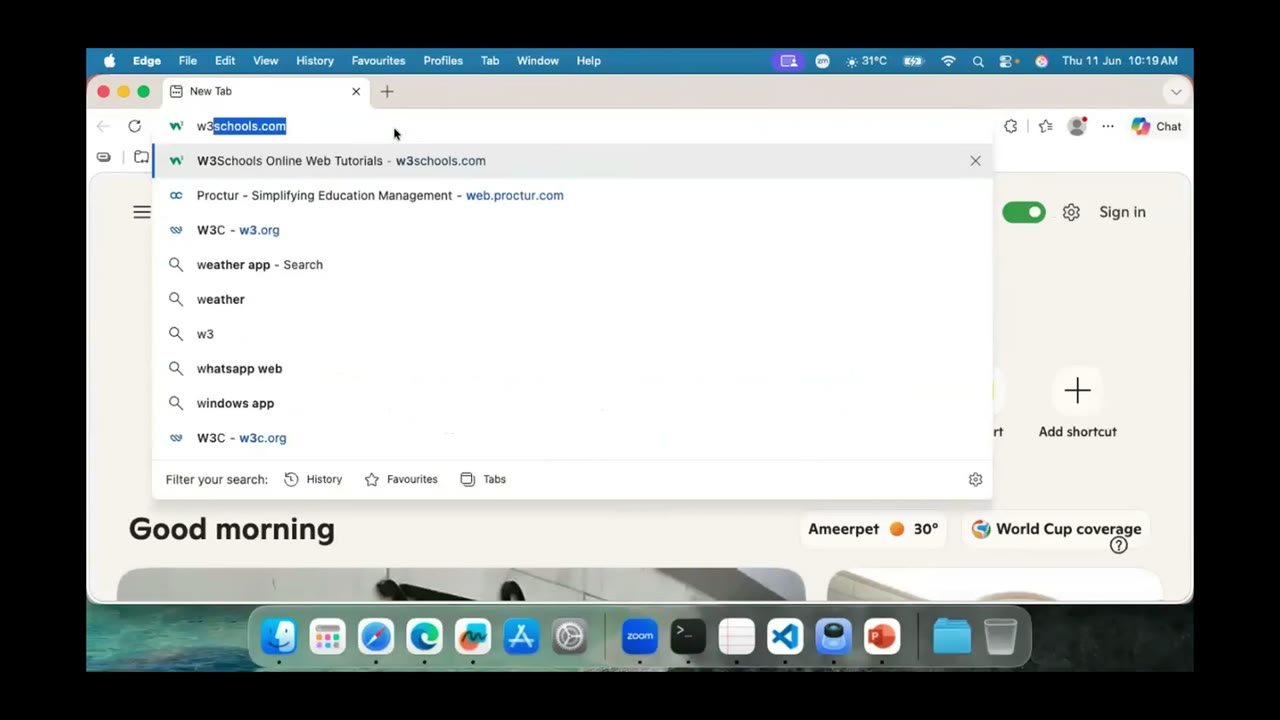 Edge File Edit View History Favourites Profiles Tab Window Help zm 31°C Thu 11 Jun 10:19 AM
New Tab
w3schools.com
Chat
W3Schools Online Web Tutorials - w3schools.com
Proctur - Simplifying Education Management - web.proctur.com
Sign in
W3C - w3.org
weather app - Search
weather
w3
whatsapp web
windows app
rt Add shortcut
W3C - w3c.org
Filter your search: History Favourites Tabs
Good morning
Ameerpet 30° World Cup coverage
zoom